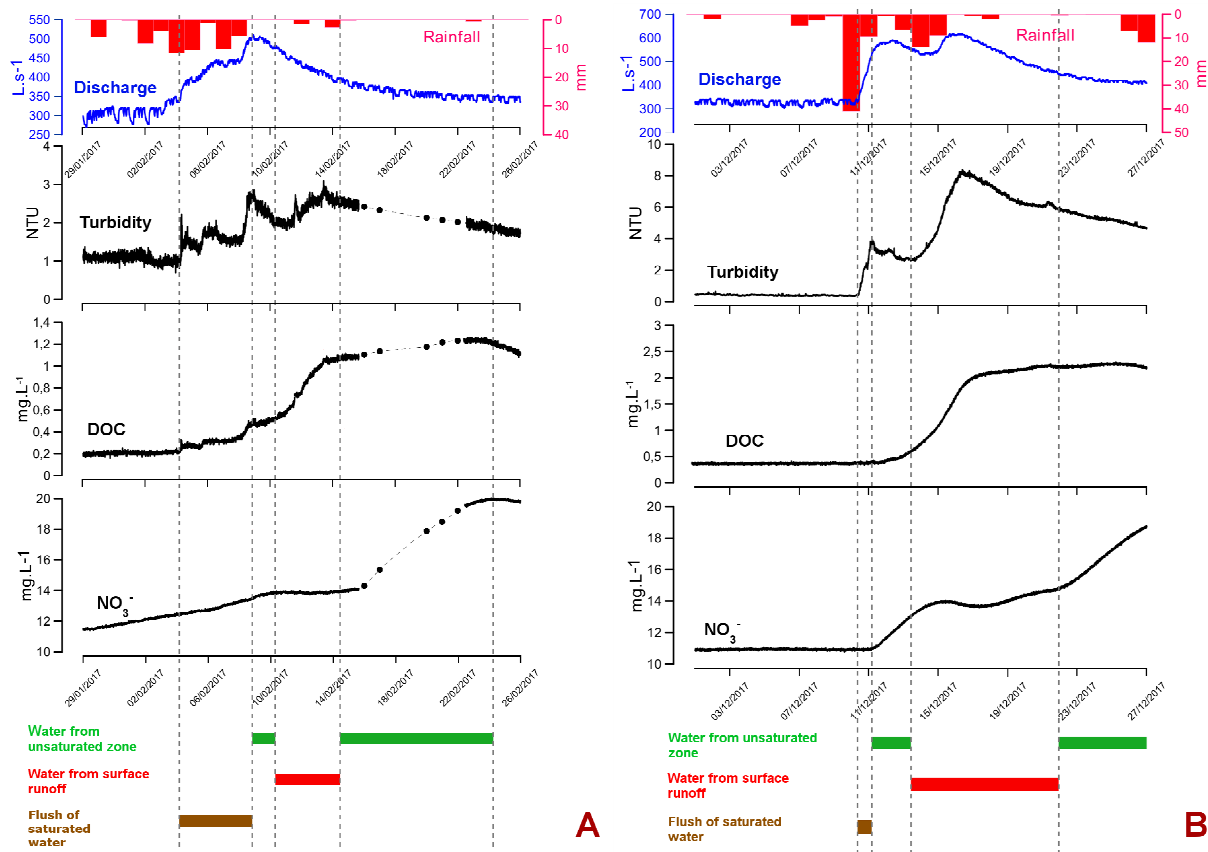 550
500
450
400
350
300
250
L.s-1
Discharge
Rainfall
0
10
20
30
40
mm
29/01/2017
02/02/2017
06/02/2017
10/02/2017
14/02/2017
18/02/2017
22/02/2017
26/02/2017
4
3
2
1
0
NTU
Turbidity
1,4
1,2
1
0,8
0,6
0,4
0,2
0
mg.L-1
DOC
20
18
16
14
12
10
mg.L-1
NO3-
29/01/2017
02/02/2017
06/02/2017
10/02/2017
14/02/2017
18/02/2017
22/02/2017
26/02/2017
Water from
unsaturated zone
Water from surface
runoff
Flush of
saturated
water
A
700
600
500
400
300
200
L.s-1
Discharge
Rainfall
0
10
20
30
40
50
mm
03/12/2017
07/12/2017
11/12/2017
15/12/2017
19/12/2017
23/12/2017
27/12/2017
10
8
6
4
2
0
NTU
Turbidity
3
2,5
2
1,5
1
0,5
0
mg.L-1
DOC
20
18
16
14
12
10
mg.L-1
NO3-
03/12/2017
07/12/2017
11/12/2017
15/12/2017
19/12/2017
23/12/2017
27/12/2017
Water from unsaturated
zone
Water from surface
runoff
Flush of saturated
water
B